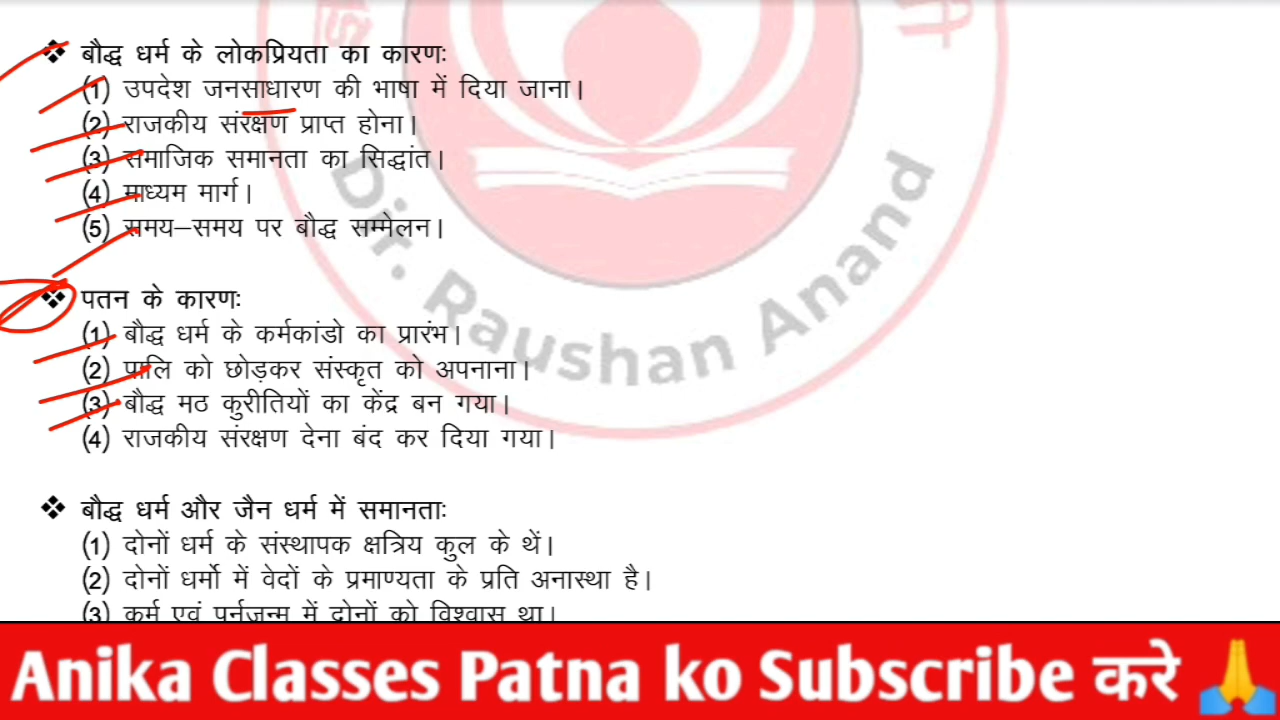 ❖ बौद्ध धर्म के लोकप्रियता का कारणः
(1) उपदेश जनसाधारण की भाषा में दिया जाना।
(2) राजकीय संरक्षण प्राप्त होना।
(3) समाजिक समानता का सिद्धांत।
(4) माध्यम मार्ग।
(5) समय–समय पर बौद्ध सम्मेलन।
❖ पतन के कारणः
(1) बौद्ध धर्म के कर्मकांडो का प्रारंभ।
(2) पालि को छोड़कर संस्कृत को अपनाना।
(3) बौद्ध मठ कुरीतियों का केंद्र बन गया।
(4) राजकीय संरक्षण देना बंद कर दिया गया।
❖ बौद्ध धर्म और जैन धर्म में समानताः
(1) दोनों धर्म के संस्थापक क्षत्रिय कुल के थें।
(2) दोनों धर्मो में वेदों के प्रमाण्यता के प्रति अनास्था है।
(3) कर्म एवं पुर्नजन्म में दोनों को विश्वास था।
Dir. Raushan Anand
Anika Classes Patna ko Subscribe करे 🙏